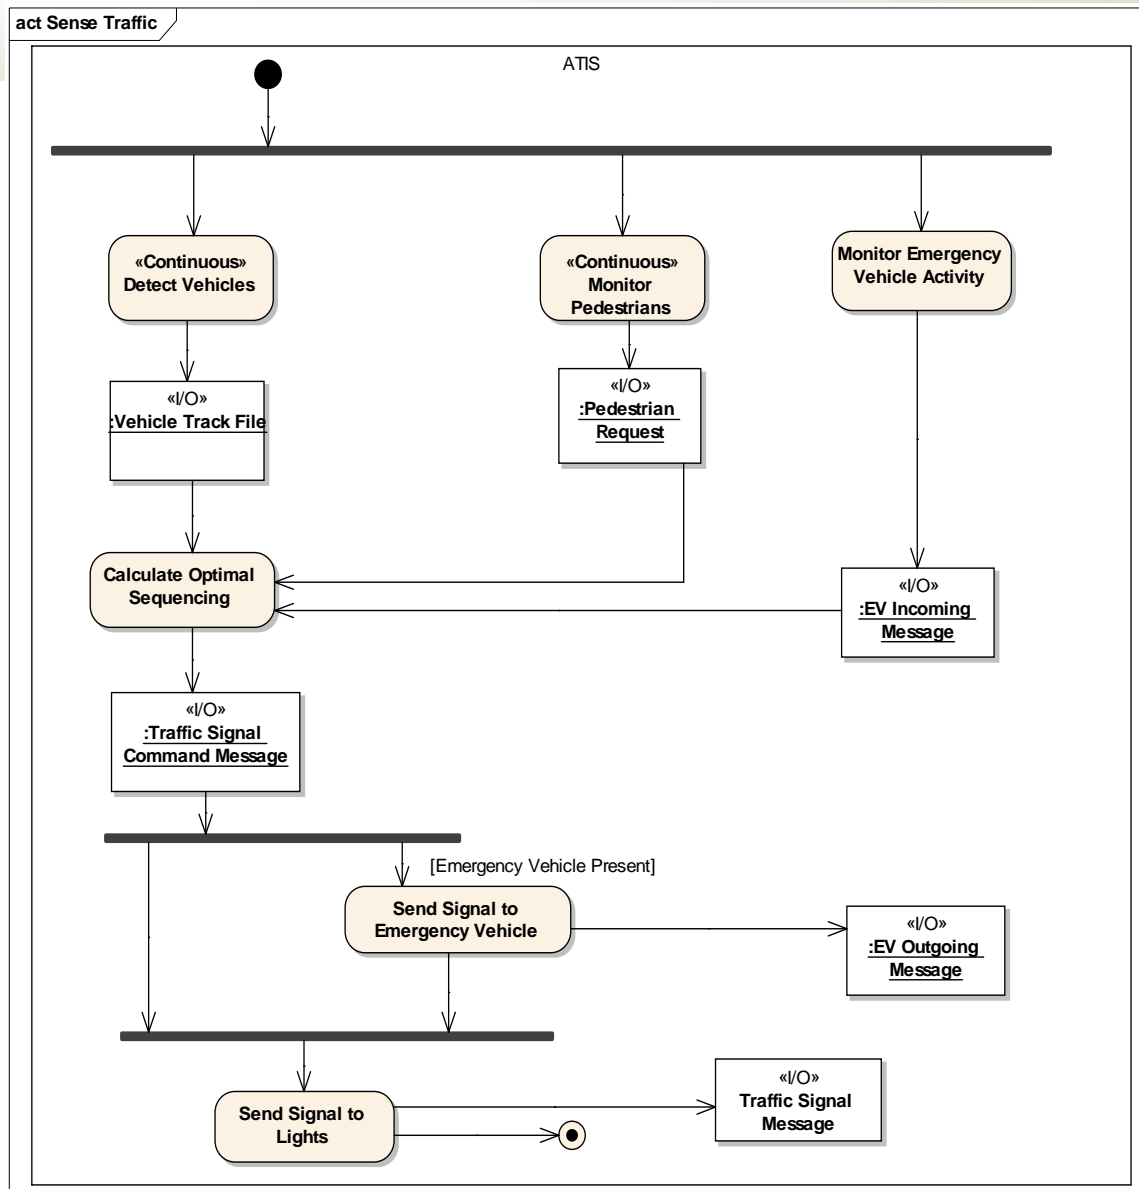 act Sense Traffic
ATIS
«Continuous»
Detect Vehicles
«Continuous»
Monitor
Pedestrians
Monitor Emergency
Vehicle Activity
«I/O»
:Vehicle Track File
«I/O»
:Pedestrian
Request
Calculate Optimal
Sequencing
«I/O»
:EV Incoming
Message
«I/O»
:Traffic Signal
Command Message
[Emergency Vehicle Present]
Send Signal to
Emergency Vehicle
«I/O»
:EV Outgoing
Message
Send Signal to
Lights
«I/O»
Traffic Signal
Message